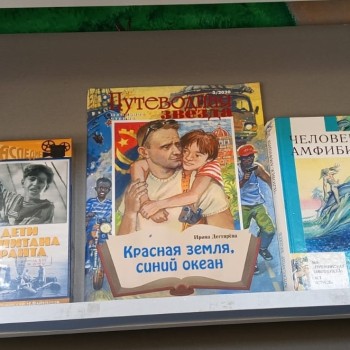 ДЕТИ
КАПИТАНА
ГРАНТА
Путеводная
звезда
Ирина Дегтярёва
Красная земля,
синий океан
ЧЕЛОВЕК
АМФИБИЯ